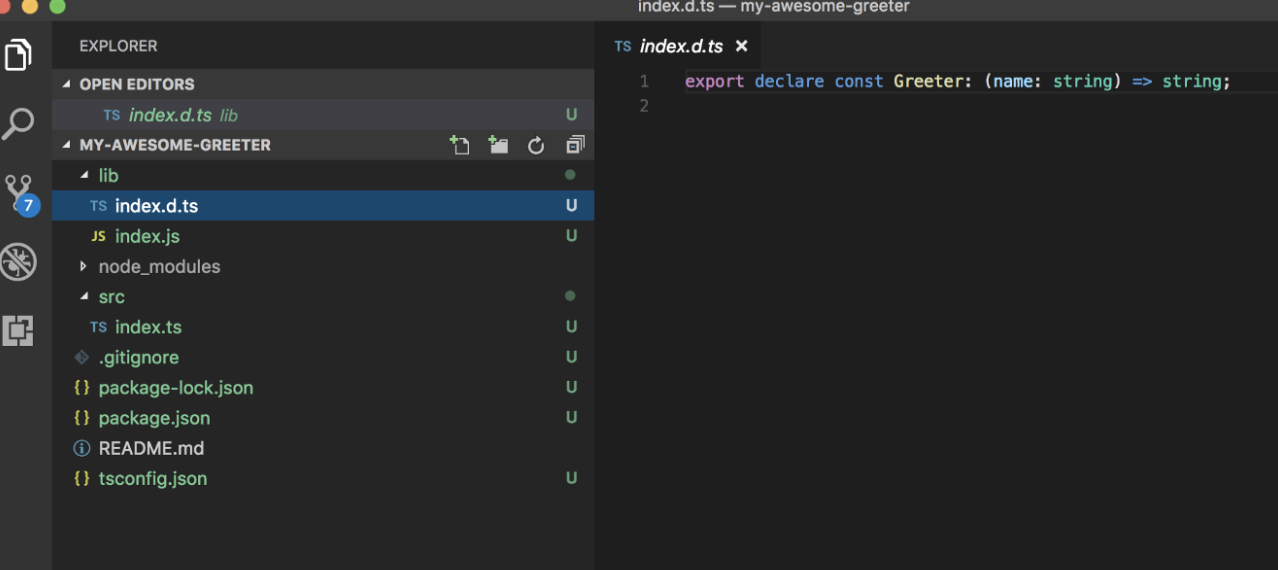 index.d.ts — my-awesome-greeter
EXPLORER
OPEN EDITORS
TS index.d.ts lib U
MY-AWESOME-GREETER
lib
TS index.d.ts U
JS index.js U
node_modules
src
TS index.ts U
.gitignore U
{} package-lock.json U
{} package.json U
README.md
{} tsconfig.json U
7
TS index.d.ts ×
1 export declare const Greeter: (name: string) => string;
2